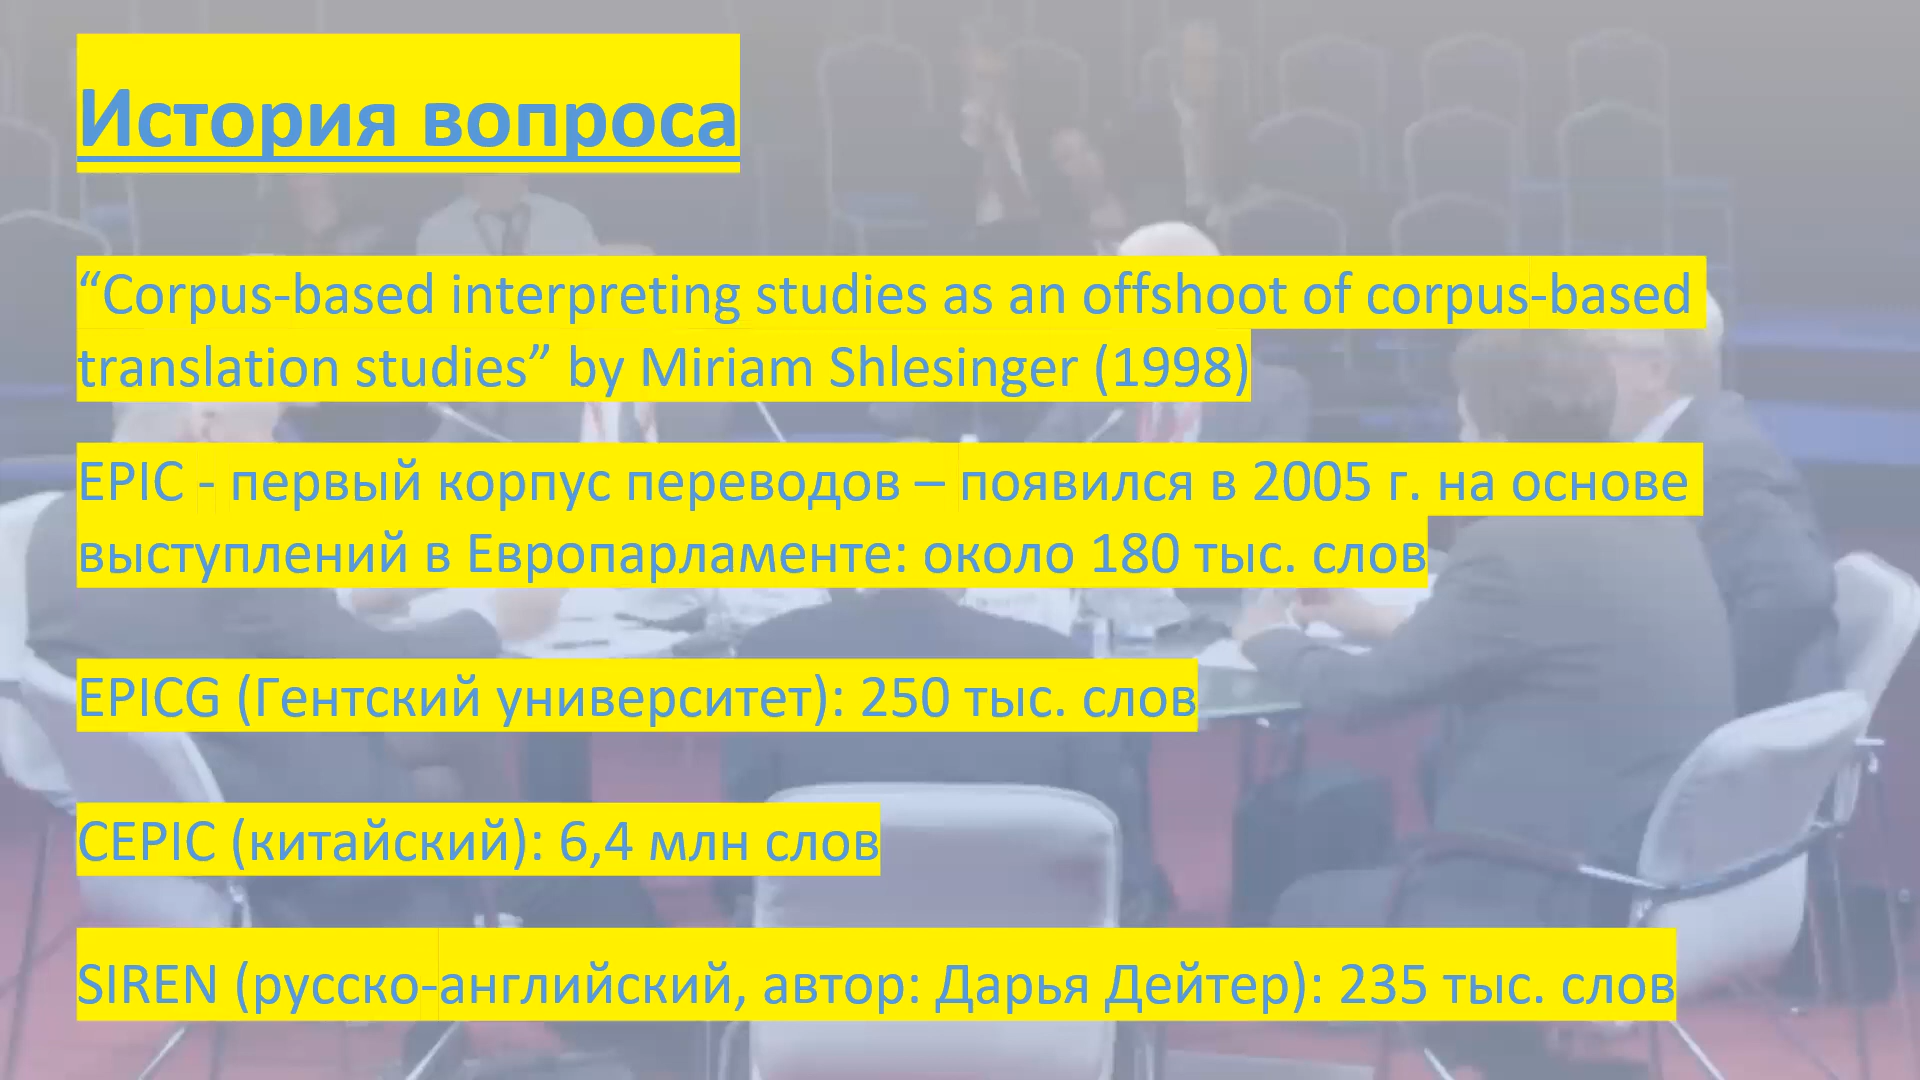 История вопроса
“Corpus-based interpreting studies as an offshoot of corpus-based
translation studies” by Miriam Shlesinger (1998)
EPIC - первый корпус переводов – появился в 2005 г. на основе
выступлений в Европарламенте: около 180 тыс. слов
EPICG (Гентский университет): 250 тыс. слов
CEPIC (китайский): 6,4 млн слов
SIREN (русско-английский, автор: Дарья Дейтер): 235 тыс. слов